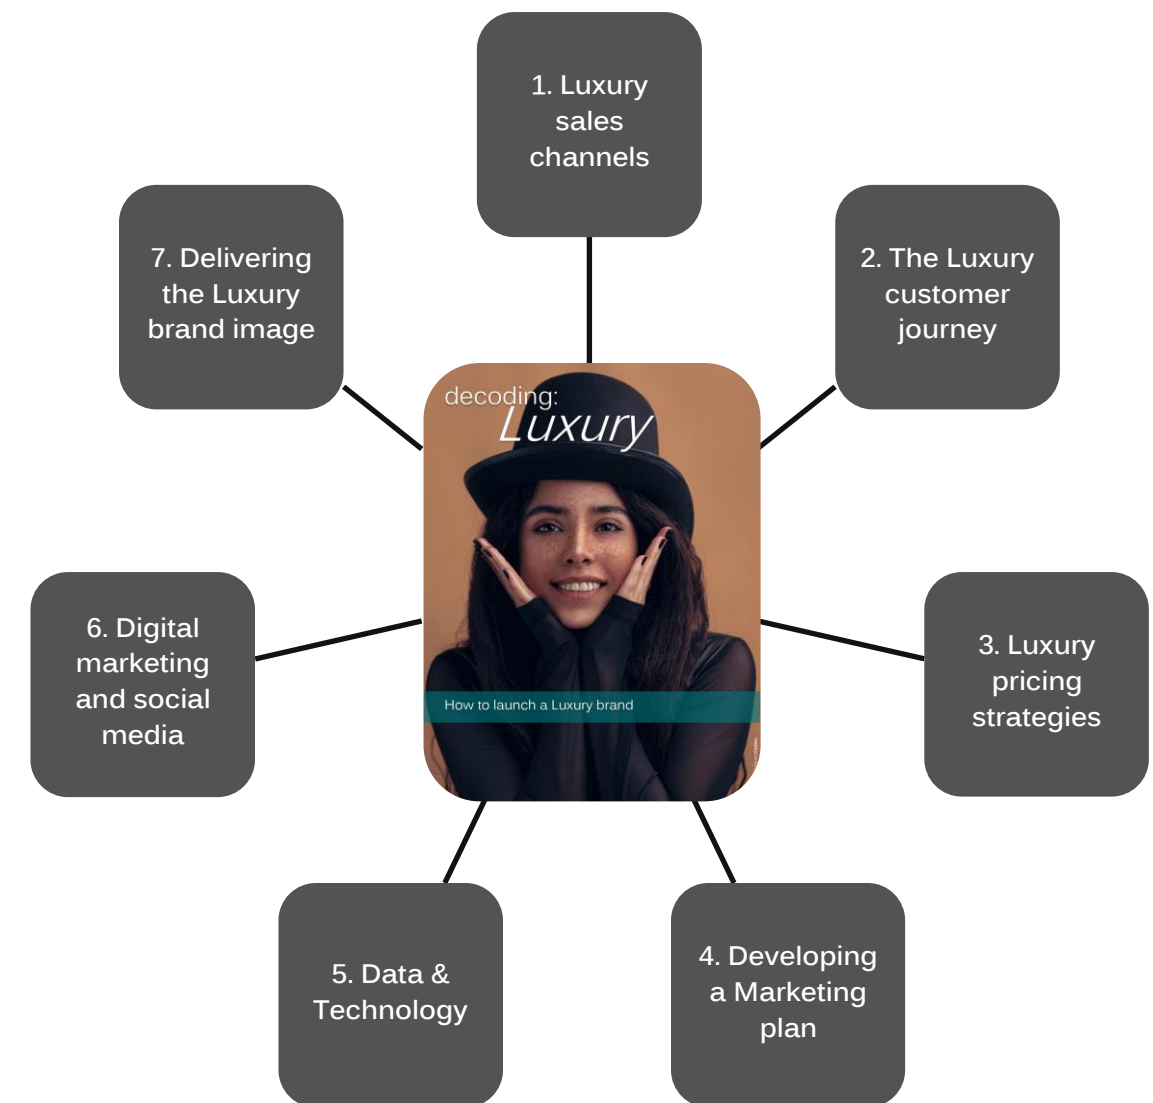 1. Luxury
sales
channels
2. The Luxury
customer
journey
3. Luxury
pricing
strategies
4. Developing
a Marketing
plan
5. Data &
Technology
6. Digital
marketing
and social
media
7. Delivering
the Luxury
brand image
decoding:
Luxury
How to launch a Luxury brand